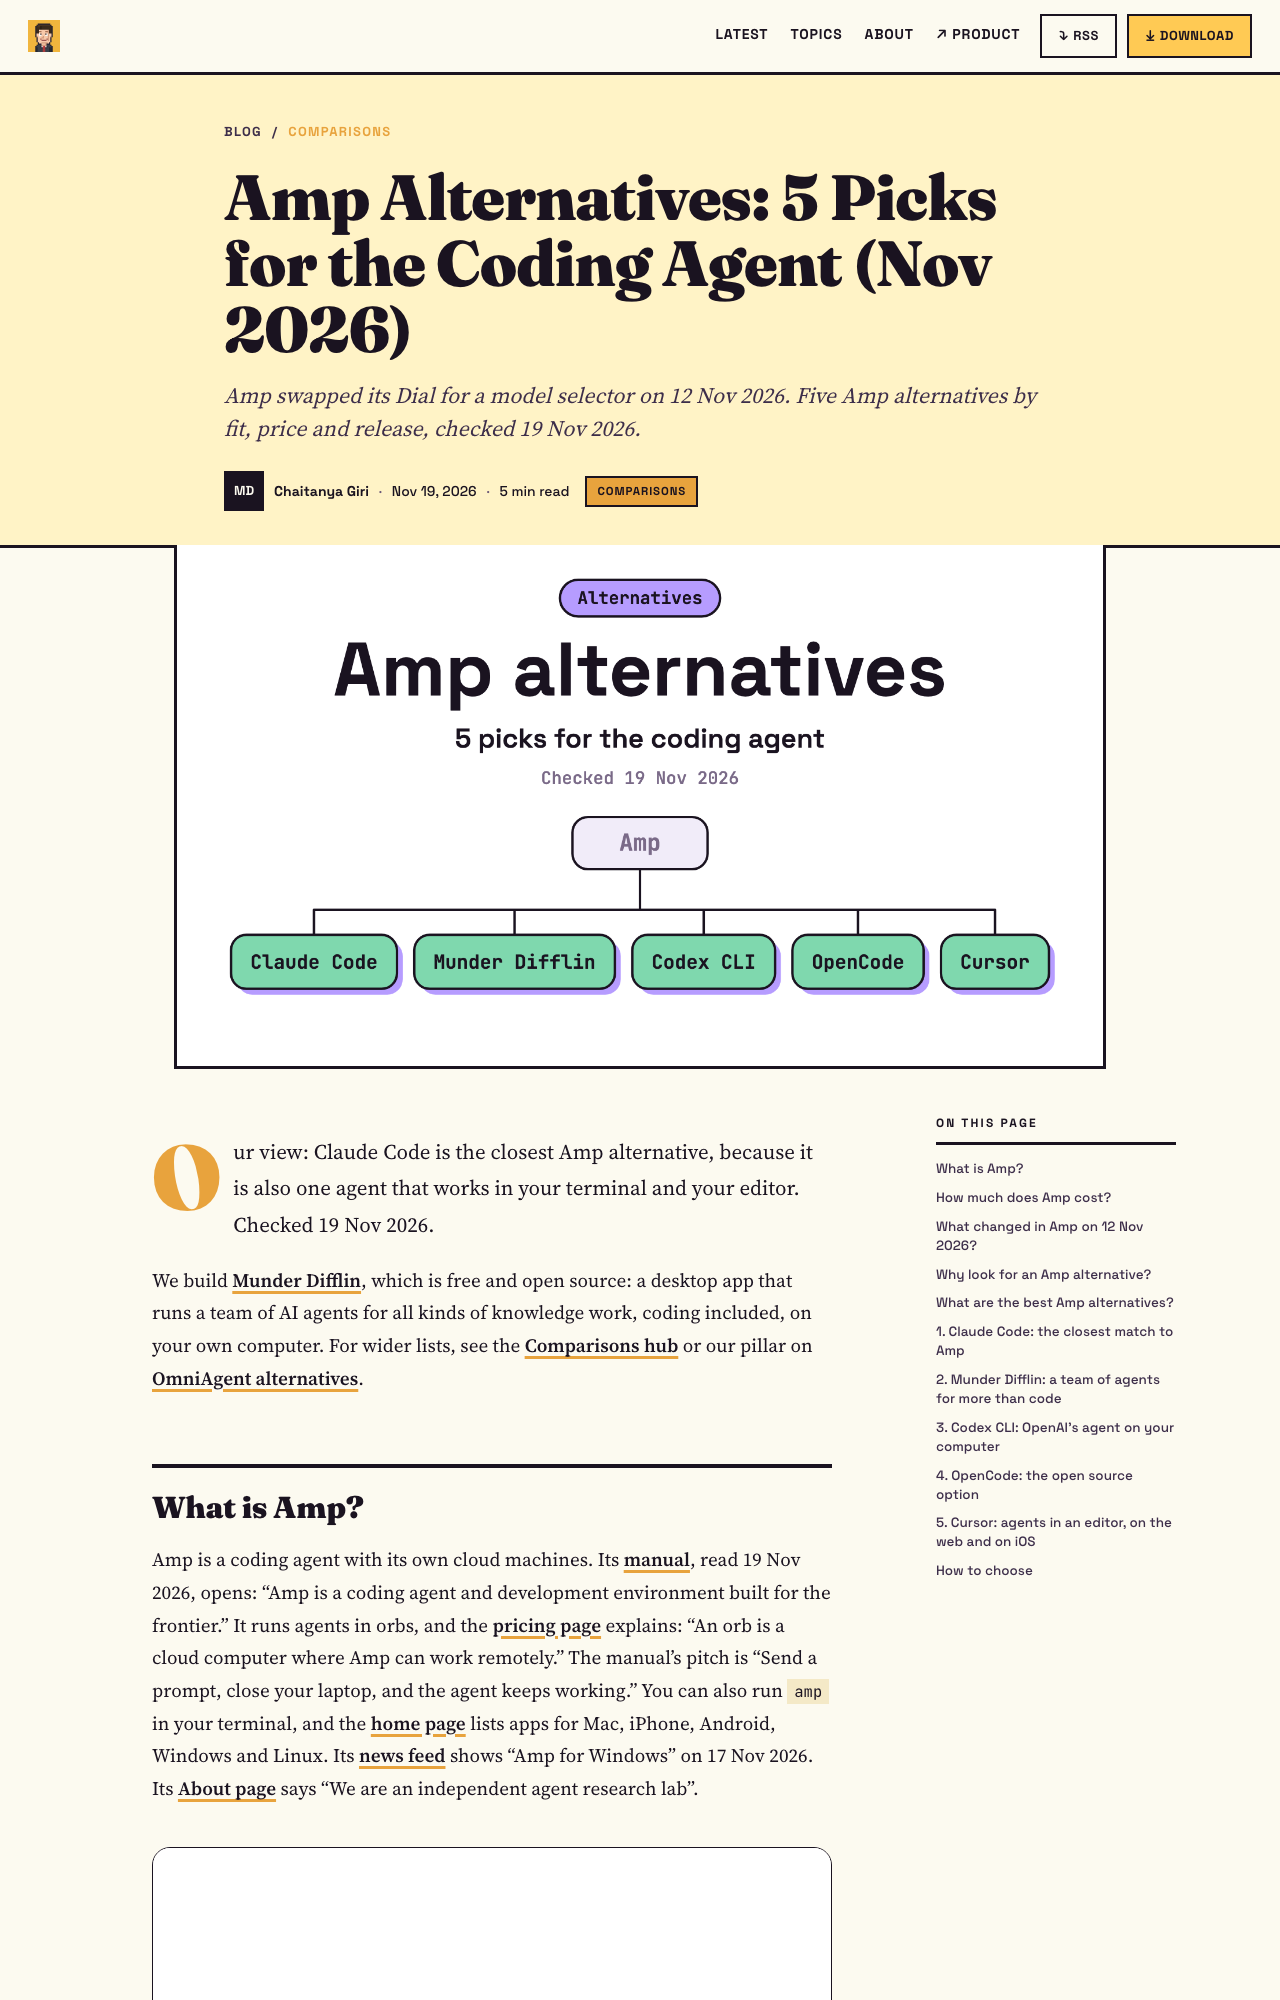 LATEST TOPICS ABOUT ↗ PRODUCT ⤵ RSS ⤓ DOWNLOAD
BLOG / COMPARISONS
Amp Alternatives: 5 Picks
for the Coding Agent (Nov
2026)
Amp swapped its Dial for a model selector on 12 Nov 2026. Five Amp alternatives by
fit, price and release, checked 19 Nov 2026.
MD Chaitanya Giri · Nov 19, 2026 · 5 min read COMPARISONS
Alternatives
Amp alternatives
5 picks for the coding agent
Checked 19 Nov 2026
Amp
Claude Code Munder Difflin Codex CLI OpenCode Cursor
Our view: Claude Code is the closest Amp alternative, because it
is also one agent that works in your terminal and your editor.
Checked 19 Nov 2026.
We build Munder Difflin, which is free and open source: a desktop app that
runs a team of AI agents for all kinds of knowledge work, coding included, on
your own computer. For wider lists, see the Comparisons hub or our pillar on
OmniAgent alternatives.
What is Amp?
Amp is a coding agent with its own cloud machines. Its manual, read 19 Nov
2026, opens: “Amp is a coding agent and development environment built for the
frontier.” It runs agents in orbs, and the pricing page explains: “An orb is a
cloud computer where Amp can work remotely.” The manual’s pitch is “Send a
prompt, close your laptop, and the agent keeps working.” You can also run amp
in your terminal, and the home page lists apps for Mac, iPhone, Android,
Windows and Linux. Its news feed shows “Amp for Windows” on 17 Nov 2026.
Its About page says “We are an independent agent research lab”.
ON THIS PAGE
What is Amp?
How much does Amp cost?
What changed in Amp on 12 Nov
2026?
Why look for an Amp alternative?
What are the best Amp alternatives?
1. Claude Code: the closest match to
Amp
2. Munder Difflin: a team of agents
for more than code
3. Codex CLI: OpenAI’s agent on your
computer
4. OpenCode: the open source
option
5. Cursor: agents in an editor, on the
web and on iOS
How to choose